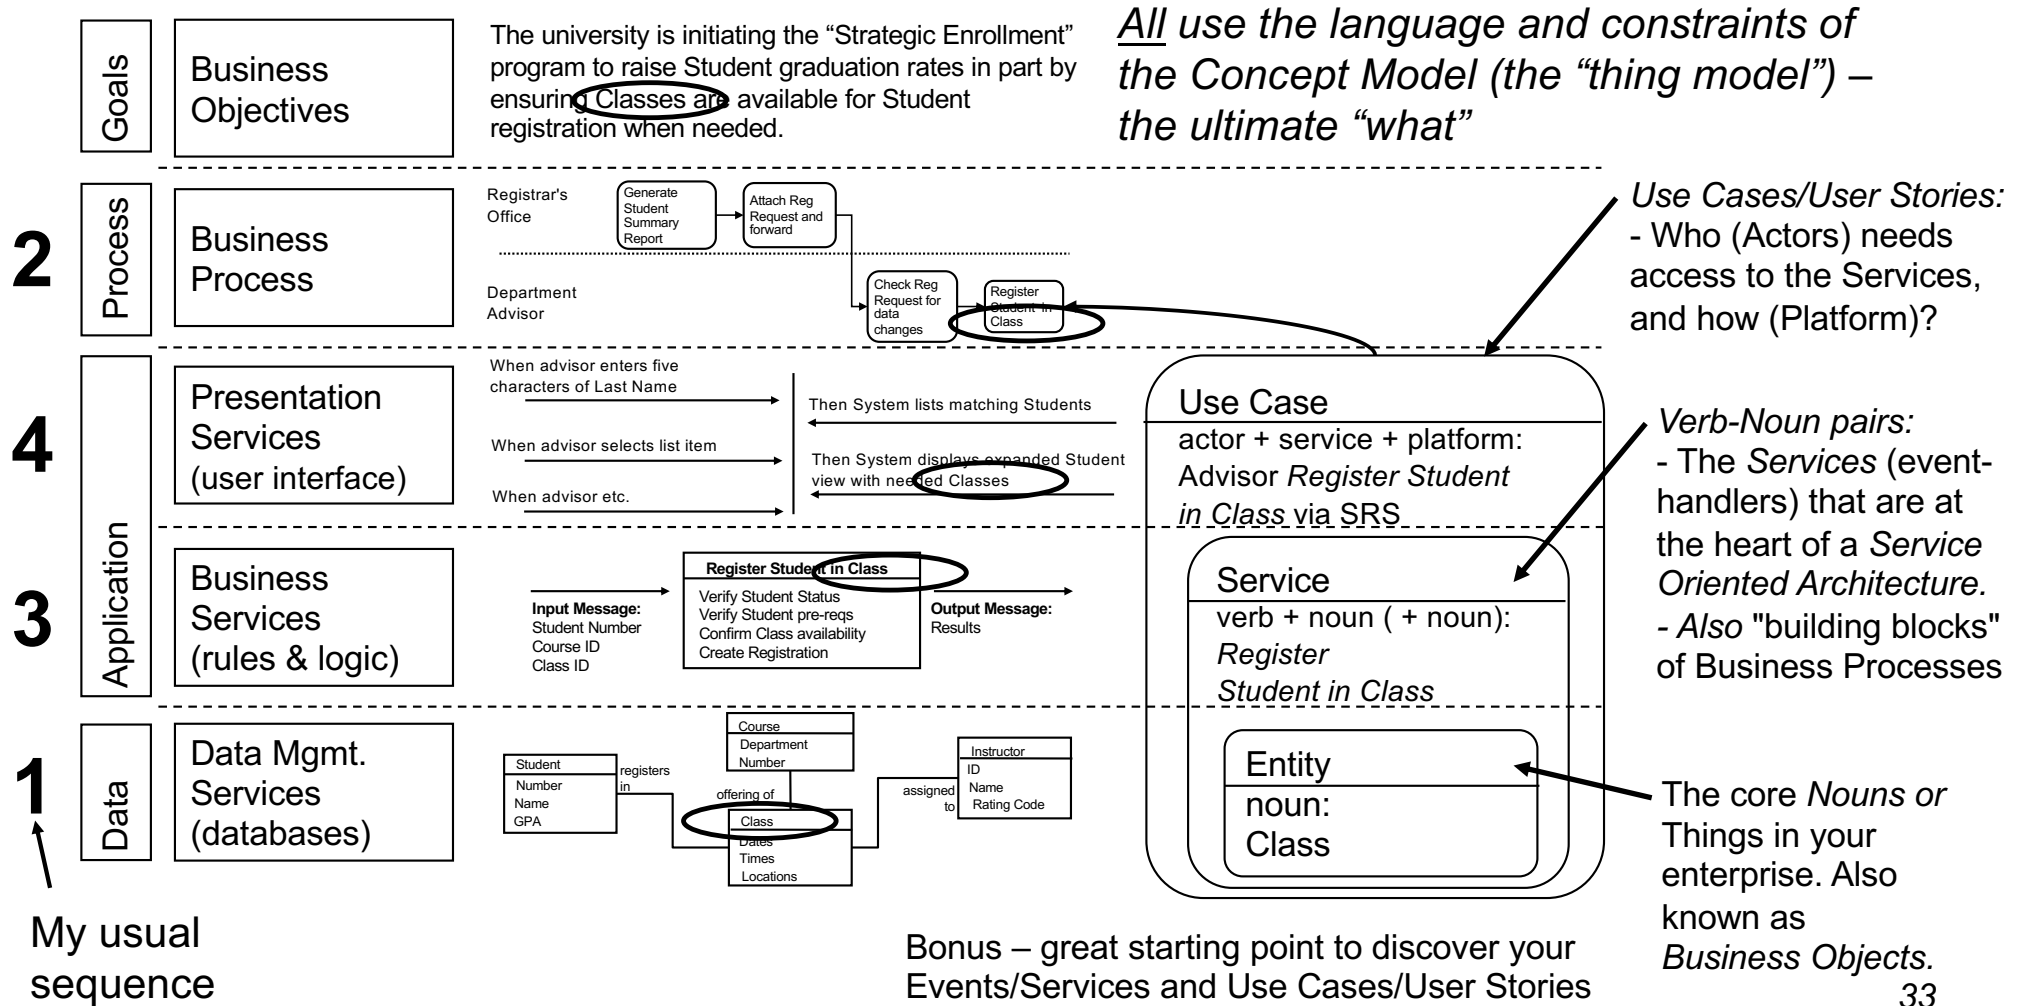 Goals
Business
Objectives
The university is initiating the “Strategic Enrollment”
program to raise Student graduation rates in part by
ensuring Classes are available for Student
registration when needed.
All use the language and constraints of
the Concept Model (the “thing model”) –
the ultimate “what”
2
Process
Business
Process
Registrar's
Office
Generate
Student
Summary
Report
Attach Reg
Request and
forward
Department
Advisor
Check Reg
Request for
data
changes
Register
Student in
Class
Use Cases/User Stories:
- Who (Actors) needs
access to the Services,
and how (Platform)?
4
Application
Presentation
Services
(user interface)
When advisor enters five
characters of Last Name
Then System lists matching Students
When advisor selects list item
Then System displays expanded Student
view with needed Classes
When advisor etc.
Use Case
actor + service + platform:
Advisor Register Student
in Class via SRS
Verb-Noun pairs:
- The Services (event-
handlers) that are at
the heart of a Service
Oriented Architecture.
- Also "building blocks"
of Business Processes
3
Business
Services
(rules & logic)
Input Message:
Student Number
Course ID
Class ID
Register Student in Class
Verify Student Status
Verify Student pre-reqs
Confirm Class availability
Create Registration
Output Message:
Results
Service
verb + noun ( + noun):
Register
Student in Class
1
Data
Data Mgmt.
Services
(databases)
Student
Number
Name
GPA
registers
in
Course
Department
Number
offering of
Class
Dates
Times
Locations
assigned
to
Instructor
ID
Name
Rating Code
Entity
noun:
Class
The core Nouns or
Things in your
enterprise. Also
known as
Business Objects.
My usual
sequence
Bonus – great starting point to discover your
Events/Services and Use Cases/User Stories
33